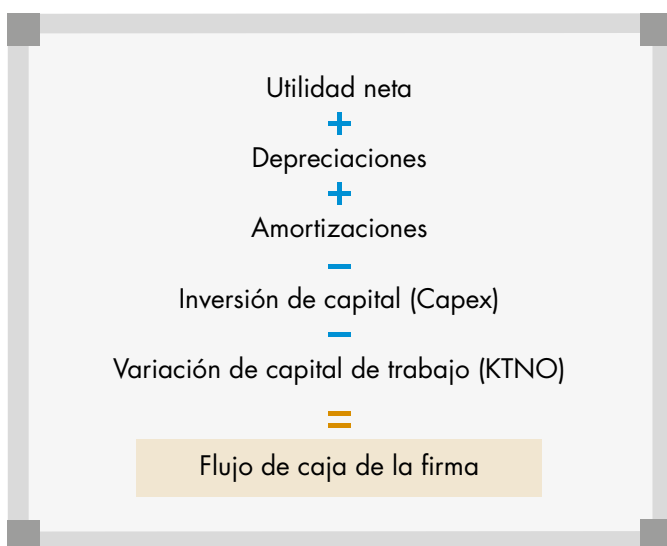 Utilidad neta
+
Depreciaciones
+
Amortizaciones
−
Inversión de capital (Capex)
−
Variación de capital de trabajo (KTNO)
=
Flujo de caja de la firma